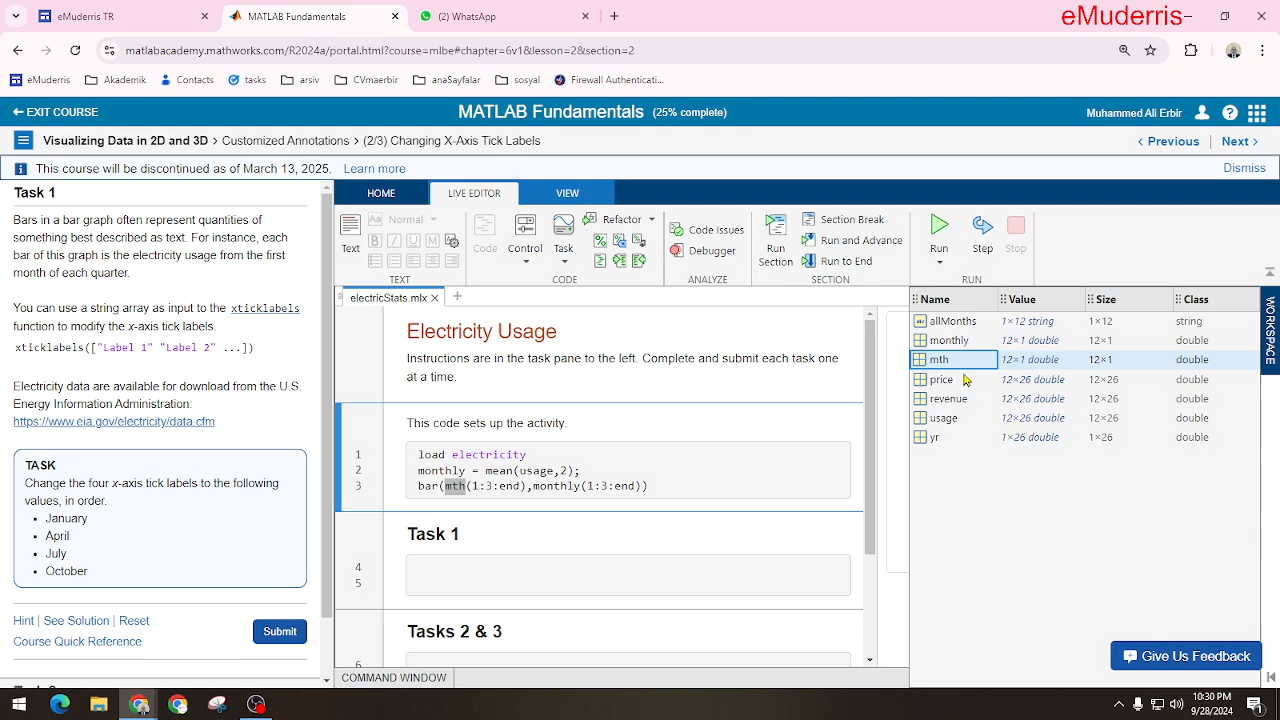 eMuderris TR
MATLAB Fundamentals
(2) WhatsApp
eMuderris
matlabacademy.mathworks.com/R2024a/portal.html?course=mlbe#chapter=6v1&lesson=2&section=2
eMuderris
Akademik
Contacts
tasks
arsiv
CVmaerbir
anaSayfalar
sosyal
Firewall Authenticati...
EXIT COURSE
MATLAB Fundamentals (25% complete)
Muhammed Ali Erbir
Visualizing Data in 2D and 3D > Customized Annotations > (2/3) Changing X-Axis Tick Labels
< Previous | Next >
This course will be discontinued as of March 13, 2025. Learn more
Dismiss
Task 1
Bars in a bar graph often represent quantities of
something best described as text. For instance, each
bar of this graph is the electricity usage from the first
month of each quarter.
You can use a string array as input to the xticklabels
function to modify the x-axis tick labels.
xticklabels(["Label 1" "Label 2" ...])
Electricity data are available for download from the U.S.
Energy Information Administration:
https://www.eia.gov/electricity/data.cfm
TASK
Change the four x-axis tick labels to the following
values, in order.
• January
• April
• July
• October
Hint | See Solution | Reset
Course Quick Reference
Submit
HOME
LIVE EDITOR
VIEW
Text
Aa Normal
B I U M
TEXT
Code
Control
Task
Refactor
CODE
Code Issues
Debugger
ANALYZE
Run
Section
Section Break
Run and Advance
Run to End
SECTION
Run
Step
Stop
RUN
electricStats.mlx
Electricity Usage
Instructions are in the task pane to the left. Complete and submit each task one
at a time.
This code sets up the activity.
1 load electricity
2 monthly = mean(usage,2);
3 bar(mth(1:3:end),monthly(1:3:end))
Task 1
4
5
Tasks 2 & 3
6
COMMAND WINDOW
Name Value Size Class
allMonths 1×12 string 1×12 string
monthly 12×1 double 12×1 double
mth 12×1 double 12×1 double
price 12×26 double 12×26 double
revenue 12×26 double 12×26 double
usage 12×26 double 12×26 double
yr 1×26 double 1×26 double
WORKSPACE
Give Us Feedback
10:30 PM
9/28/2024